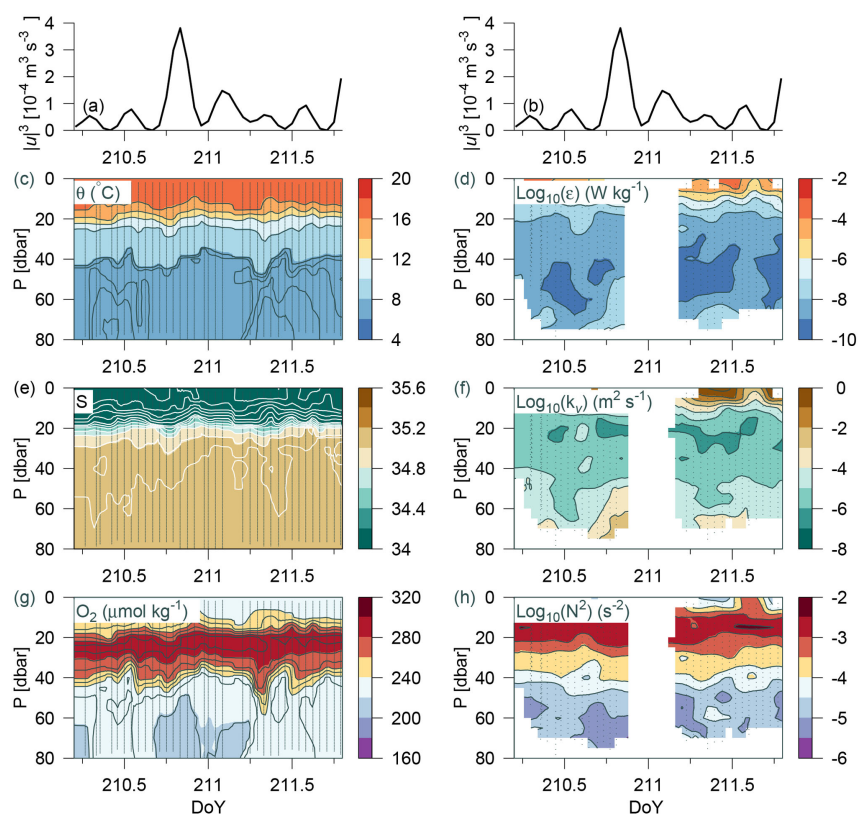 4
3
2
1
0
|u|³ [10⁻⁴ m³ s⁻³]
(a)
210.5 211 211.5
4
3
2
1
0
|u|³ [10⁻⁴ m³ s⁻³]
(b)
210.5 211 211.5
(c)
θ (°C)
0
20
40
60
80
P [dbar]
210.5 211 211.5
20
16
12
8
4
(d)
Log₁₀(ε) (W kg⁻¹)
0
20
40
60
80
P [dbar]
210.5 211 211.5
-2
-4
-6
-8
-10
(e)
S
0
20
40
60
80
P [dbar]
210.5 211 211.5
35.6
35.2
34.8
34.4
34
(f)
Log₁₀(kᵥ) (m² s⁻¹)
0
20
40
60
80
P [dbar]
210.5 211 211.5
0
-2
-4
-6
-8
(g)
O₂ (μmol kg⁻¹)
0
20
40
60
80
P [dbar]
210.5 211 211.5
DoY
320
280
240
200
160
(h)
Log₁₀(N²) (s⁻²)
0
20
40
60
80
P [dbar]
210.5 211 211.5
DoY
-2
-3
-4
-5
-6